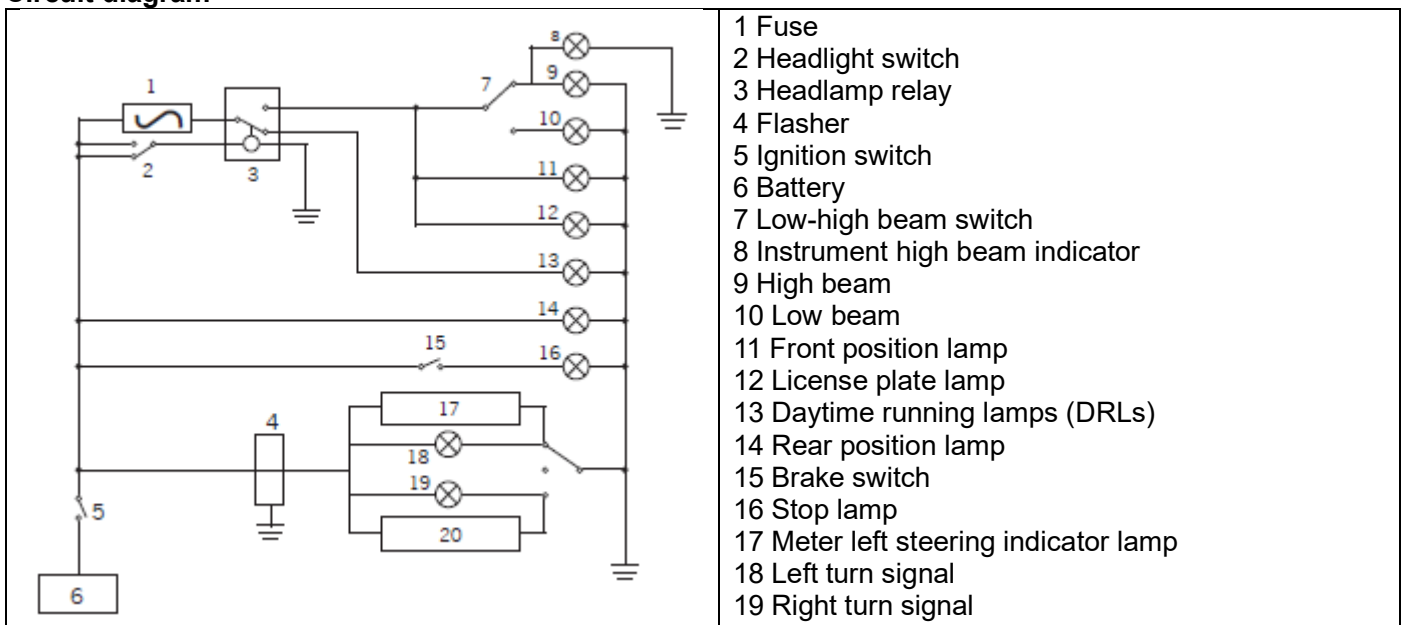 1 Fuse
2 Headlight switch
3 Headlamp relay
4 Flasher
5 Ignition switch
6 Battery
7 Low-high beam switch
8 Instrument high beam indicator
9 High beam
10 Low beam
11 Front position lamp
12 License plate lamp
13 Daytime running lamps (DRLs)
14 Rear position lamp
15 Brake switch
16 Stop lamp
17 Meter left steering indicator lamp
18 Left turn signal
19 Right turn signal
8
9
7
1
10
2
3
11
12
13
14
15
16
17
4
18
19
5
20
6